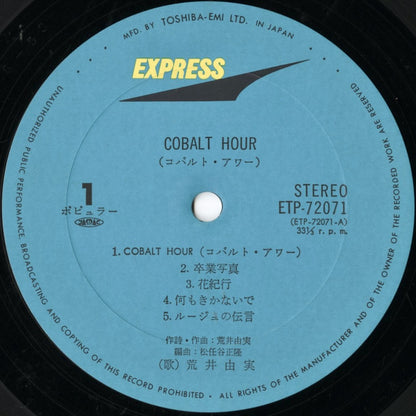 MFD. BY TOSHIBA-EMI LTD. IN JAPAN
EXPRESS
COBALT HOUR
(コバルト・アワー)
1
ポピュラー
JASRAC
STEREO
ETP-72071
(ETP-72071-A)
33⅓ r. p. m.
1. COBALT HOUR (コバルト・アワー)
2. 卒業写真
3. 花紀行
4. 何もきかないで
5. ルージュの伝言
作詩・作曲：荒井由実
編曲：松任谷正隆
(歌) 荒井由実
UNAUTHORIZED PUBLIC PERFORMANCE, BROADCASTING AND COPYING OF THIS RECORD PROHIBITED • ALL RIGHTS OF THE MANUFACTURER AND OF THE OWNER OF THE RECORDED WORK ARE RESERVED